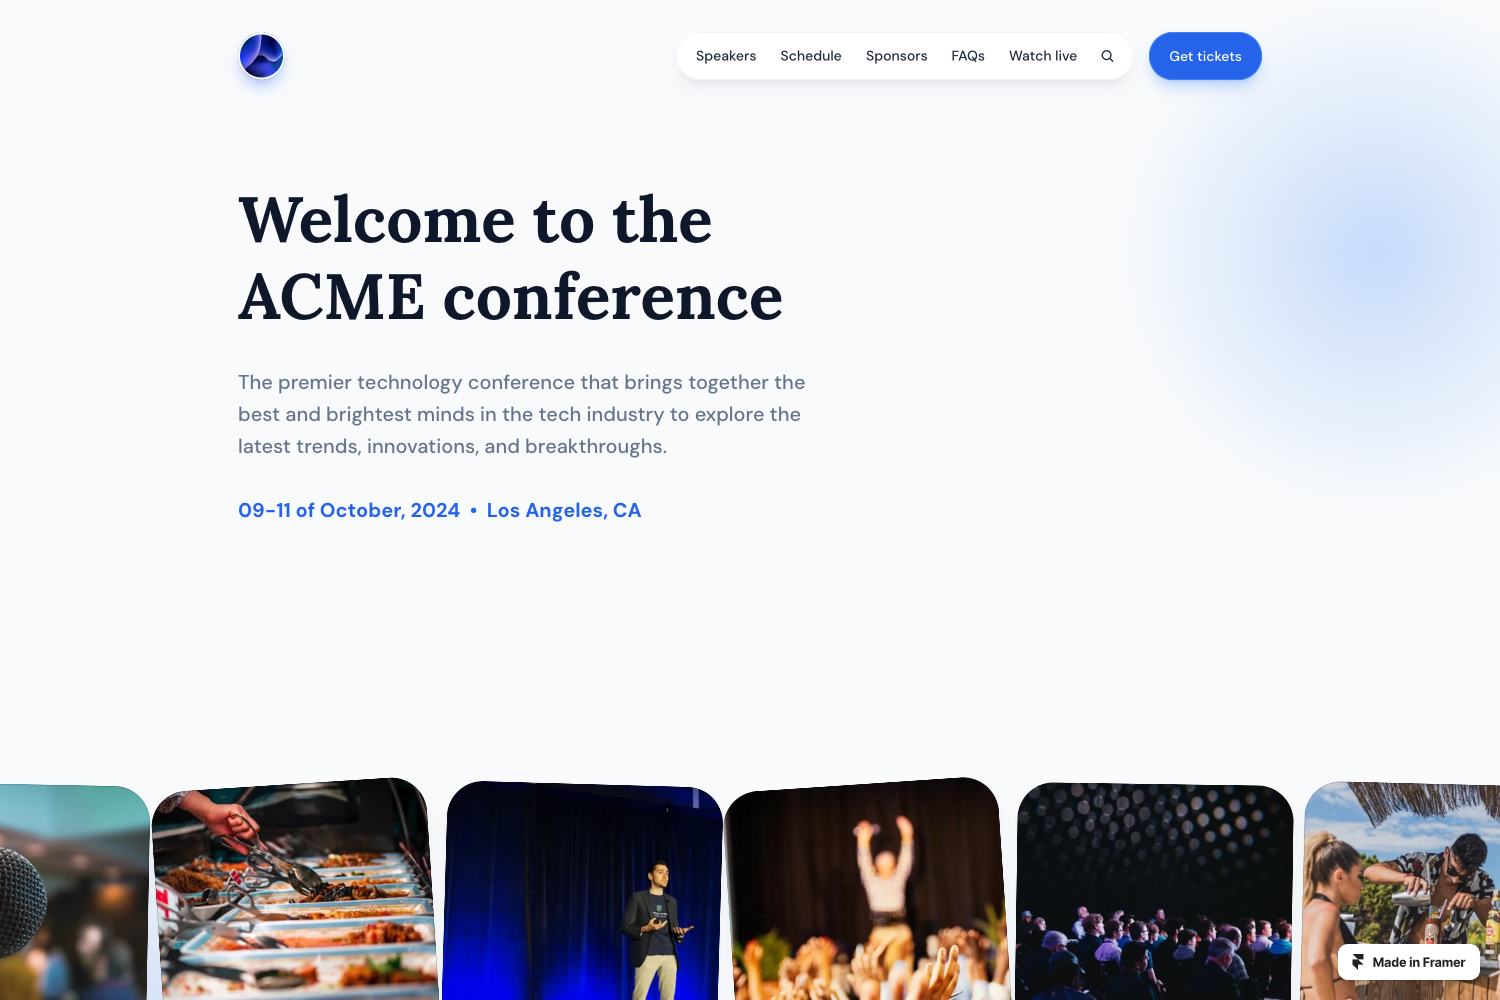 Speakers Schedule Sponsors FAQs Watch live Get tickets
Welcome to the
ACME conference
The premier technology conference that brings together the
best and brightest minds in the tech industry to explore the
latest trends, innovations, and breakthroughs.
09-11 of October, 2024 • Los Angeles, CA
Made in Framer